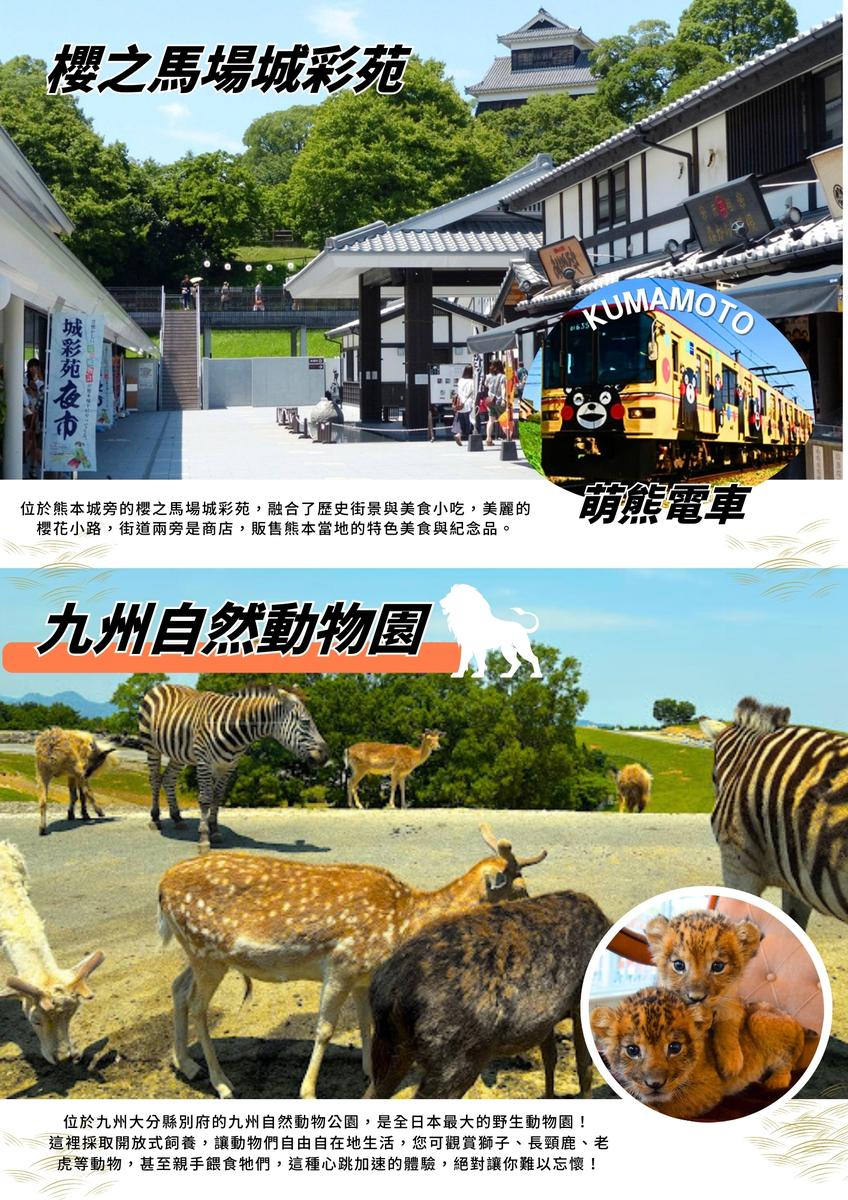 櫻之馬場城彩苑
城彩苑
夜市
KUMAMOTO
萌熊電車
位於熊本城旁的櫻之馬場城彩苑，融合了歷史街景與美食小吃，美麗的
櫻花小路，街道兩旁是商店，販售熊本當地的特色美食與紀念品。
九州自然動物園
位於九州大分縣別府的九州自然動物公園，是全日本最大的野生動物園！
這裡採取開放式飼養，讓動物們自由自在地生活，您可觀賞獅子、長頸鹿、老
虎等動物，甚至親手餵食牠們，這種心跳加速的體驗，絕對讓你難以忘懷！